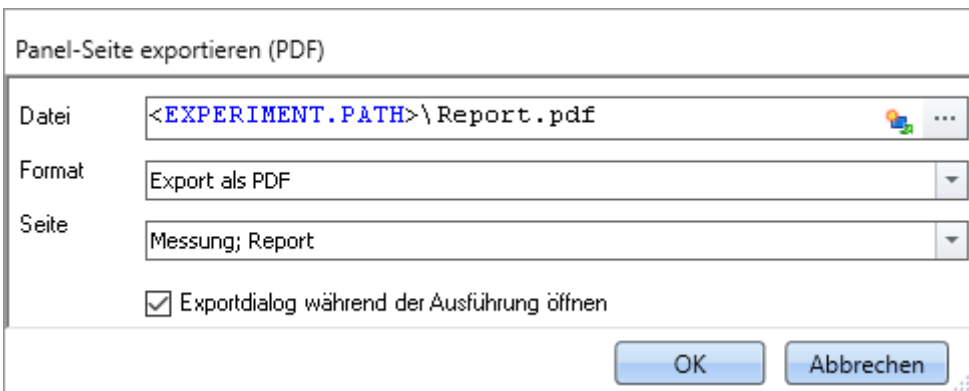 Panel-Seite exportieren (PDF)
Datei <EXPERIMENT.PATH>\Report.pdf ...
Format Export als PDF
Seite Messung; Report
Exportdialog während der Ausführung öffnen
OK Abbrechen